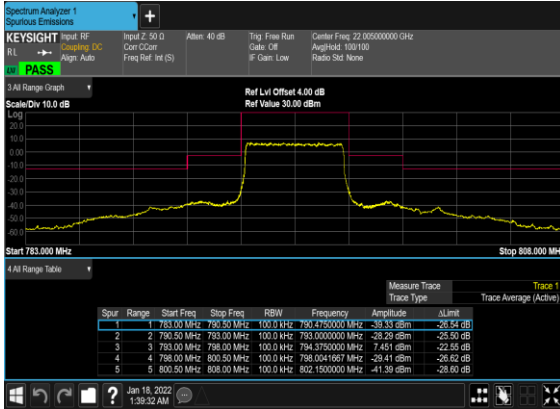 Spectrum Analyzer 1
Spurious Emissions
+
KEYSIGHT Input: RF Input Z: 50 Ω Atten: 40 dB Trig: Free Run Center Freq: 22.005000000 GHz
RL Coupling: DC Corr CCorr Gate: Off Avg|Hold: 100/100
Align: Auto Freq Ref: Int (S) IF Gain: Low Radio Std: None
PASS
3 All Range Graph Ref Lvl Offset 4.00 dB
Scale/Div 10.0 dB Ref Value 30.00 dBm
Log
20.0
10.0
0.00
-10.0
-20.0
-30.0
-40.0
-50.0
-60.0
Start 783.000 MHz Stop 808.000 MH
4 All Range Table
Measure Trace Trace 1
Trace Type Trace Average (Active)
Spur Range Start Freq Stop Freq RBW Frequency Amplitude ΔLimit
1 1 783.00 MHz 790.50 MHz 100.0 kHz 790.4750000 MHz -39.33 dBm -26.54 dB
2 2 790.50 MHz 793.00 MHz 100.0 kHz 793.0000000 MHz -28.29 dBm -25.50 dB
3 3 793.00 MHz 798.00 MHz 100.0 kHz 794.3750000 MHz 7.451 dBm -22.55 dB
4 4 798.00 MHz 800.50 MHz 100.0 kHz 798.0041667 MHz -29.41 dBm -26.62 dB
5 5 800.50 MHz 808.00 MHz 100.0 kHz 802.1500000 MHz -41.39 dBm -28.60 dB
? Jan 18, 2022
1:39:32 AM